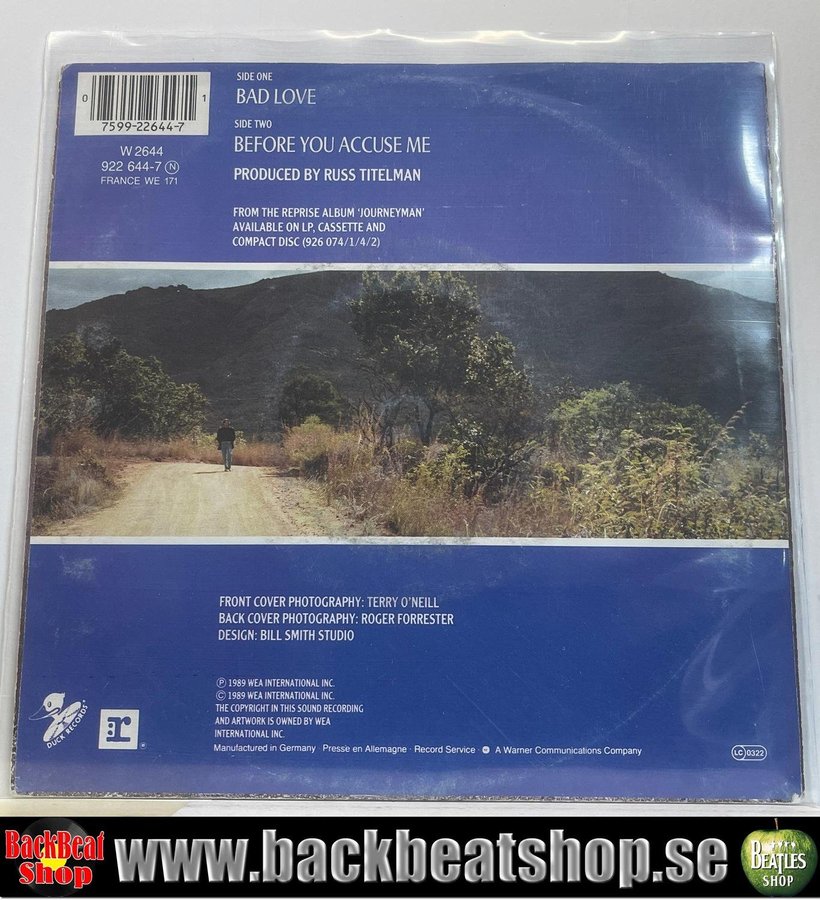 0 1
7599-22644-7
W 2644
922 644-7 N
FRANCE WE 171
SIDE ONE
BAD LOVE
SIDE TWO
BEFORE YOU ACCUSE ME
PRODUCED BY RUSS TITELMAN
FROM THE REPRISE ALBUM 'JOURNEYMAN'
AVAILABLE ON LP, CASSETTE AND
COMPACT DISC (926 074/1/4/2)
FRONT COVER PHOTOGRAPHY: TERRY O'NEILL
BACK COVER PHOTOGRAPHY: ROGER FORRESTER
DESIGN: BILL SMITH STUDIO
℗ 1989 WEA INTERNATIONAL INC.
© 1989 WEA INTERNATIONAL INC.
THE COPYRIGHT IN THIS SOUND RECORDING
AND ARTWORK IS OWNED BY WEA
INTERNATIONAL INC.
Manufactured in Germany · Presse en Allemagne · Record Service · A Warner Communications Company
DUCK RECORDS
r ®
LC 0322
BackBeat
Shop
www.backbeatshop.se
BEATLES
SHOP